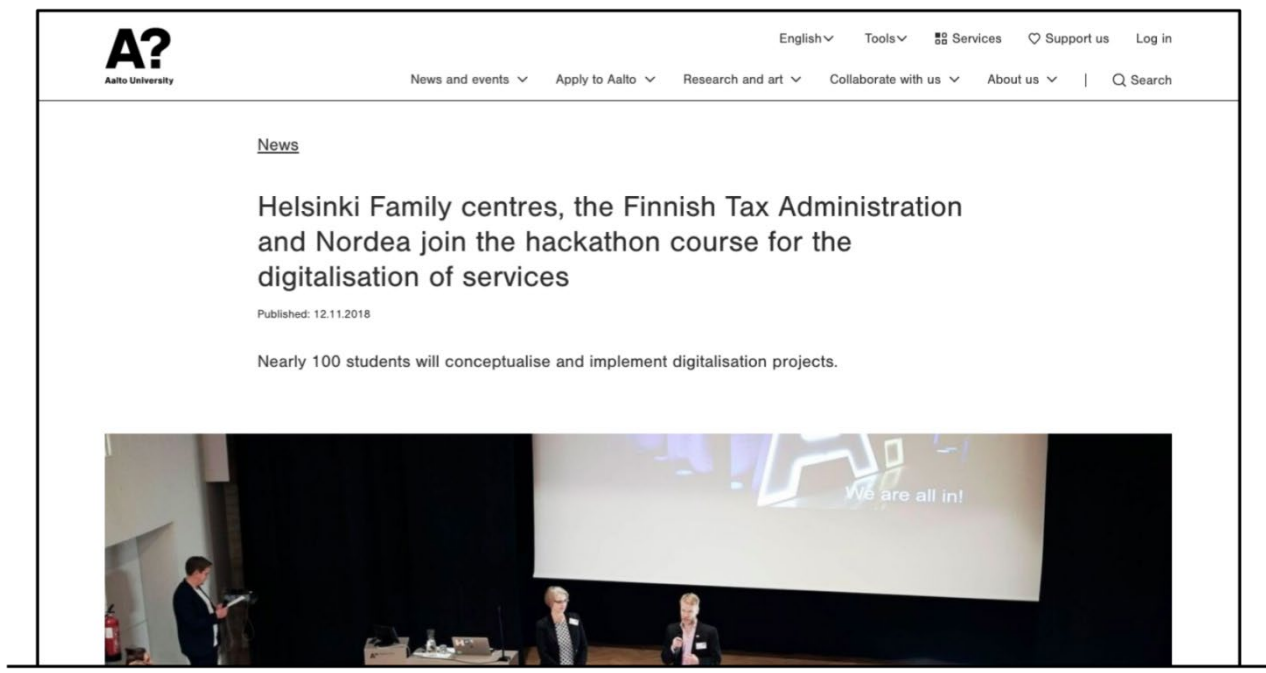 A?
Aalto University
English Tools Services Support us Log in
News and events Apply to Aalto Research and art Collaborate with us About us | Search
News
Helsinki Family centres, the Finnish Tax Administration
and Nordea join the hackathon course for the
digitalisation of services
Published: 12.11.2018
Nearly 100 students will conceptualise and implement digitalisation projects.
We are all in!